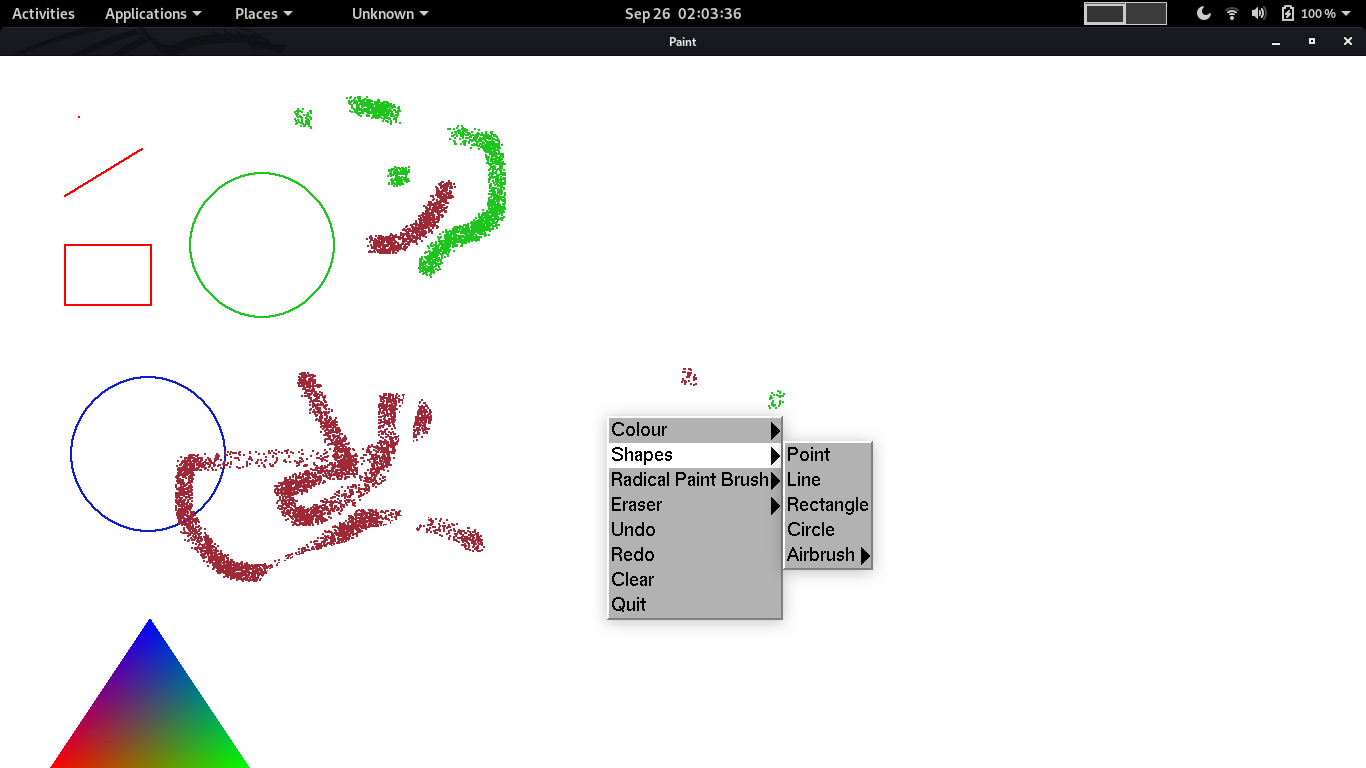 Activities Applications Places Unknown Sep 26 02:03:36 100 %
Paint
Colour
Shapes
Radical Paint Brush
Eraser
Undo
Redo
Clear
Quit
Point
Line
Rectangle
Circle
Airbrush